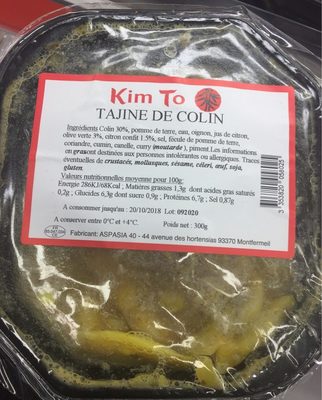 Kim To
TAJINE DE COLIN
Ingrédients Colin 30%, pomme de terre, eau, oignon, jus de citron,
olive verte 3%, citron confit 1.5%, sel, fécule de pomme de terre,
coriandre, cumin, canelle, curry (moutarde ), piment Les informations
en gras sont destinées aux personnes intolérantes ou allergiques. Traces
éventuelles de crustacés, mollusques, sésame, céleri, œuf, soja,
gluten
Valeurs nutritionnelles moyenne pour 100g:
Energie 286KJ/68Kcal ; Matières grasses 1,3g dont acides gras saturés
0,2g ; Glucides 6,3g dont sucre 0,9g ; Protéines 6,7g ; Sel 0,87g
A consommer jusqu'au : 20/10/2018 Lot: 092020
A conserver entre 0°C et +4°C. Poids net : 300g
Fabricant: ASPASIA 40 - 44 avenue des hortensias 93370 Montfermeil